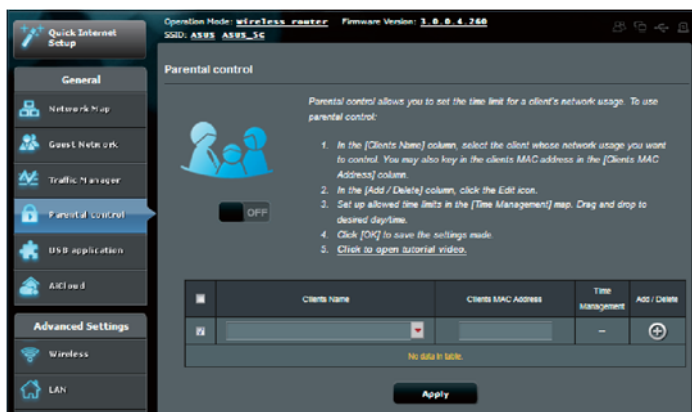 Quick Internet
Setup
Operation Mode: Wireless router Firmware Version: 3.0.0.4.260
SSID: ASUS ASUS_5G
General
Network Map
Guest Network
Traffic Manager
Parental control
USB application
AiCloud
Advanced Settings
Wireless
LAN
Parental control
Parental control allows you to set the time limit for a client's network usage. To use
parental control:
1. In the [Clients Name] column, select the client whose network usage you want
to control. You may also key in the clients MAC address in the [Clients MAC
Address] column.
2. In the [Add / Delete] column, click the Edit icon.
3. Set up allowed time limits in the [Time Management] map. Drag and drop to
desired day/time.
4. Click [OK] to save the settings made.
5. Click to open tutorial video.
OFF
Clients Name Clients MAC Address Time Management Add / Delete
No data in table.
Apply